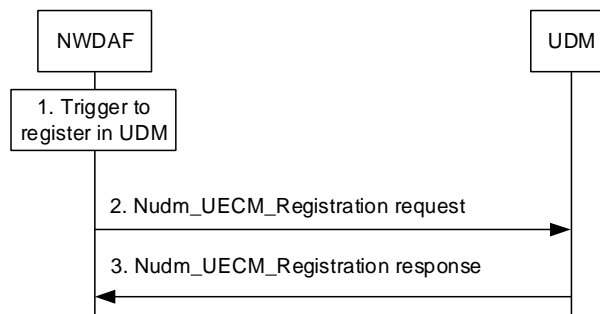 NWDAF
UDM
1. Trigger to
register in UDM
2. Nudm_UECM_Registration request
3. Nudm_UECM_Registration response